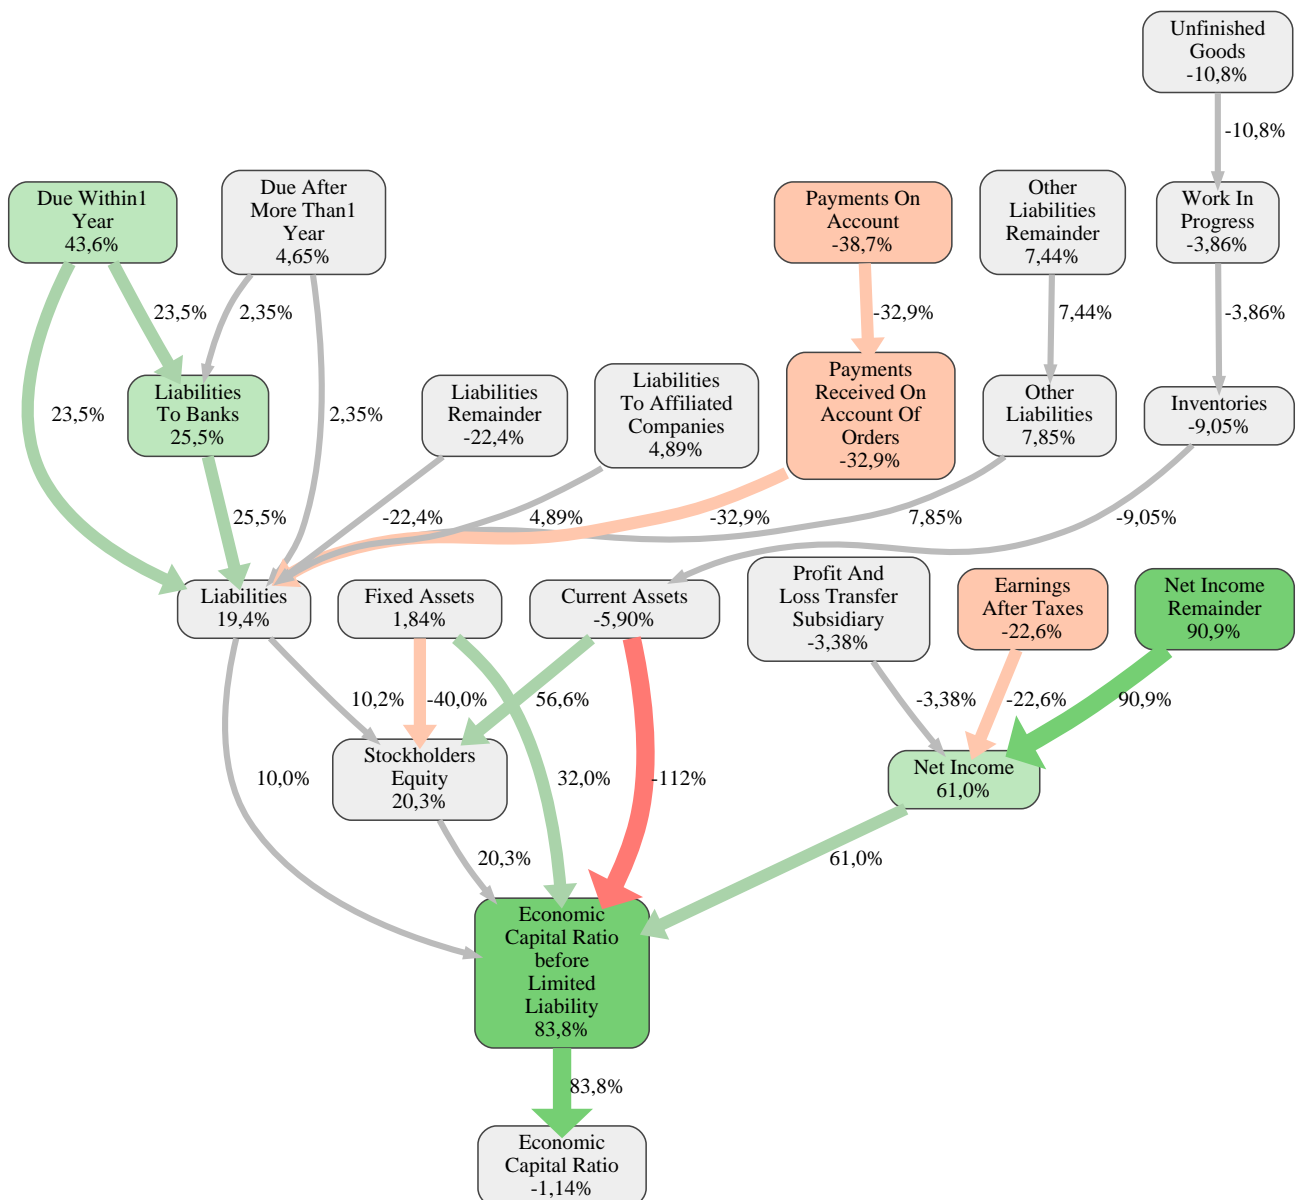 Unfinished
Goods
-10,8%
-10,8%
Due Within1
Year
43,6%
Due After
More Than1
Year
4,65%
Payments On
Account
-38,7%
Other
Liabilities
Remainder
7,44%
Work In
Progress
-3,86%
23,5%
2,35%
-32,9%
7,44%
-3,86%
23,5%
Liabilities
To Banks
25,5%
2,35%
Liabilities
Remainder
-22,4%
Liabilities
To Affiliated
Companies
4,89%
Payments
Received On
Account Of
Orders
-32,9%
Other
Liabilities
7,85%
Inventories
-9,05%
25,5%
-22,4%
4,89%
-32,9%
7,85%
-9,05%
Liabilities
19,4%
Fixed Assets
1,84%
Current Assets
-5,90%
Profit And
Loss Transfer
Subsidiary
-3,38%
Earnings
After Taxes
-22,6%
Net Income
Remainder
90,9%
10,2%
-40,0%
56,6%
-3,38%
-22,6%
90,9%
10,0%
Stockholders
Equity
20,3%
32,0%
-112%
Net Income
61,0%
20,3%
61,0%
Economic
Capital Ratio
before
Limited
Liability
83,8%
83,8%
Economic
Capital Ratio
-1,14%